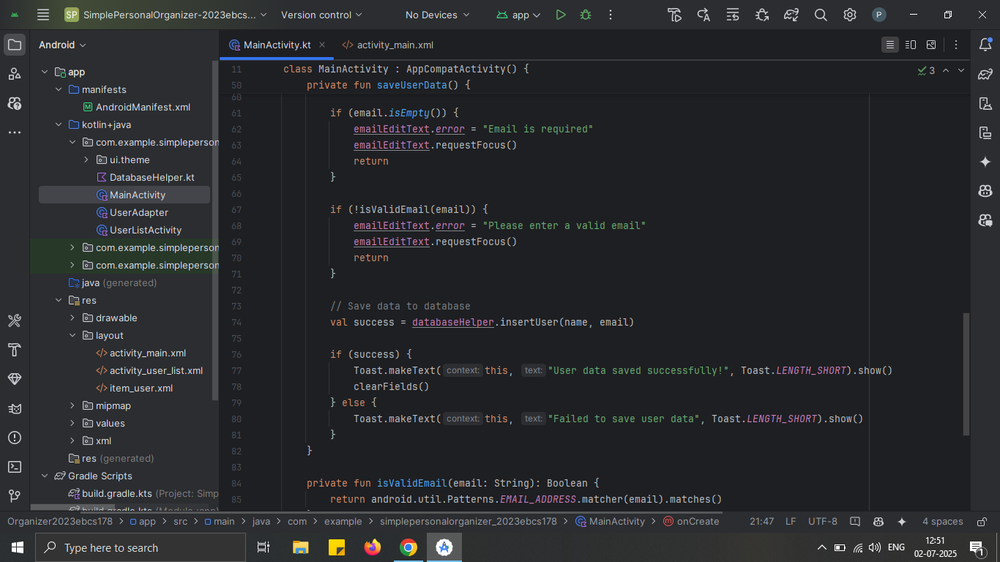 SP SimplePersonalOrganizer-2023ebcs... Version control No Devices app P
Android
app
manifests
AndroidManifest.xml
kotlin+java
com.example.simpleperson
ui.theme
DatabaseHelper.kt
MainActivity
UserAdapter
UserListActivity
com.example.simpleperson
com.example.simpleperson
java (generated)
res
drawable
layout
activity_main.xml
activity_user_list.xml
item_user.xml
mipmap
values
xml
res (generated)
Gradle Scripts
build.gradle.kts (Project: Simp
build.gradle.kts (Module :app)
MainActivity.kt activity_main.xml
3
11 class MainActivity : AppCompatActivity() {
50 private fun saveUserData() {
60
61 if (email.isEmpty()) {
62 emailEditText.error = "Email is required"
63 emailEditText.requestFocus()
64 return
65 }
66
67 if (!isValidEmail(email)) {
68 emailEditText.error = "Please enter a valid email"
69 emailEditText.requestFocus()
70 return
71 }
72
73 // Save data to database
74 val success = databaseHelper.insertUser(name, email)
75
76 if (success) {
77 Toast.makeText( context: this, text: "User data saved successfully!", Toast.LENGTH_SHORT).show()
78 clearFields()
79 } else {
80 Toast.makeText( context: this, text: "Failed to save user data", Toast.LENGTH_SHORT).show()
81 }
82 }
83
84 private fun isValidEmail(email: String): Boolean {
85 return android.util.Patterns.EMAIL_ADDRESS.matcher(email).matches()
Organizer2023ebcs178 > app > src > main > java > com > example > simplepersonalorganizer_2023ebcs178 > MainActivity > onCreate 21:47 LF UTF-8 4 spaces
Type here to search
ENG
12:51
02-07-2025
1